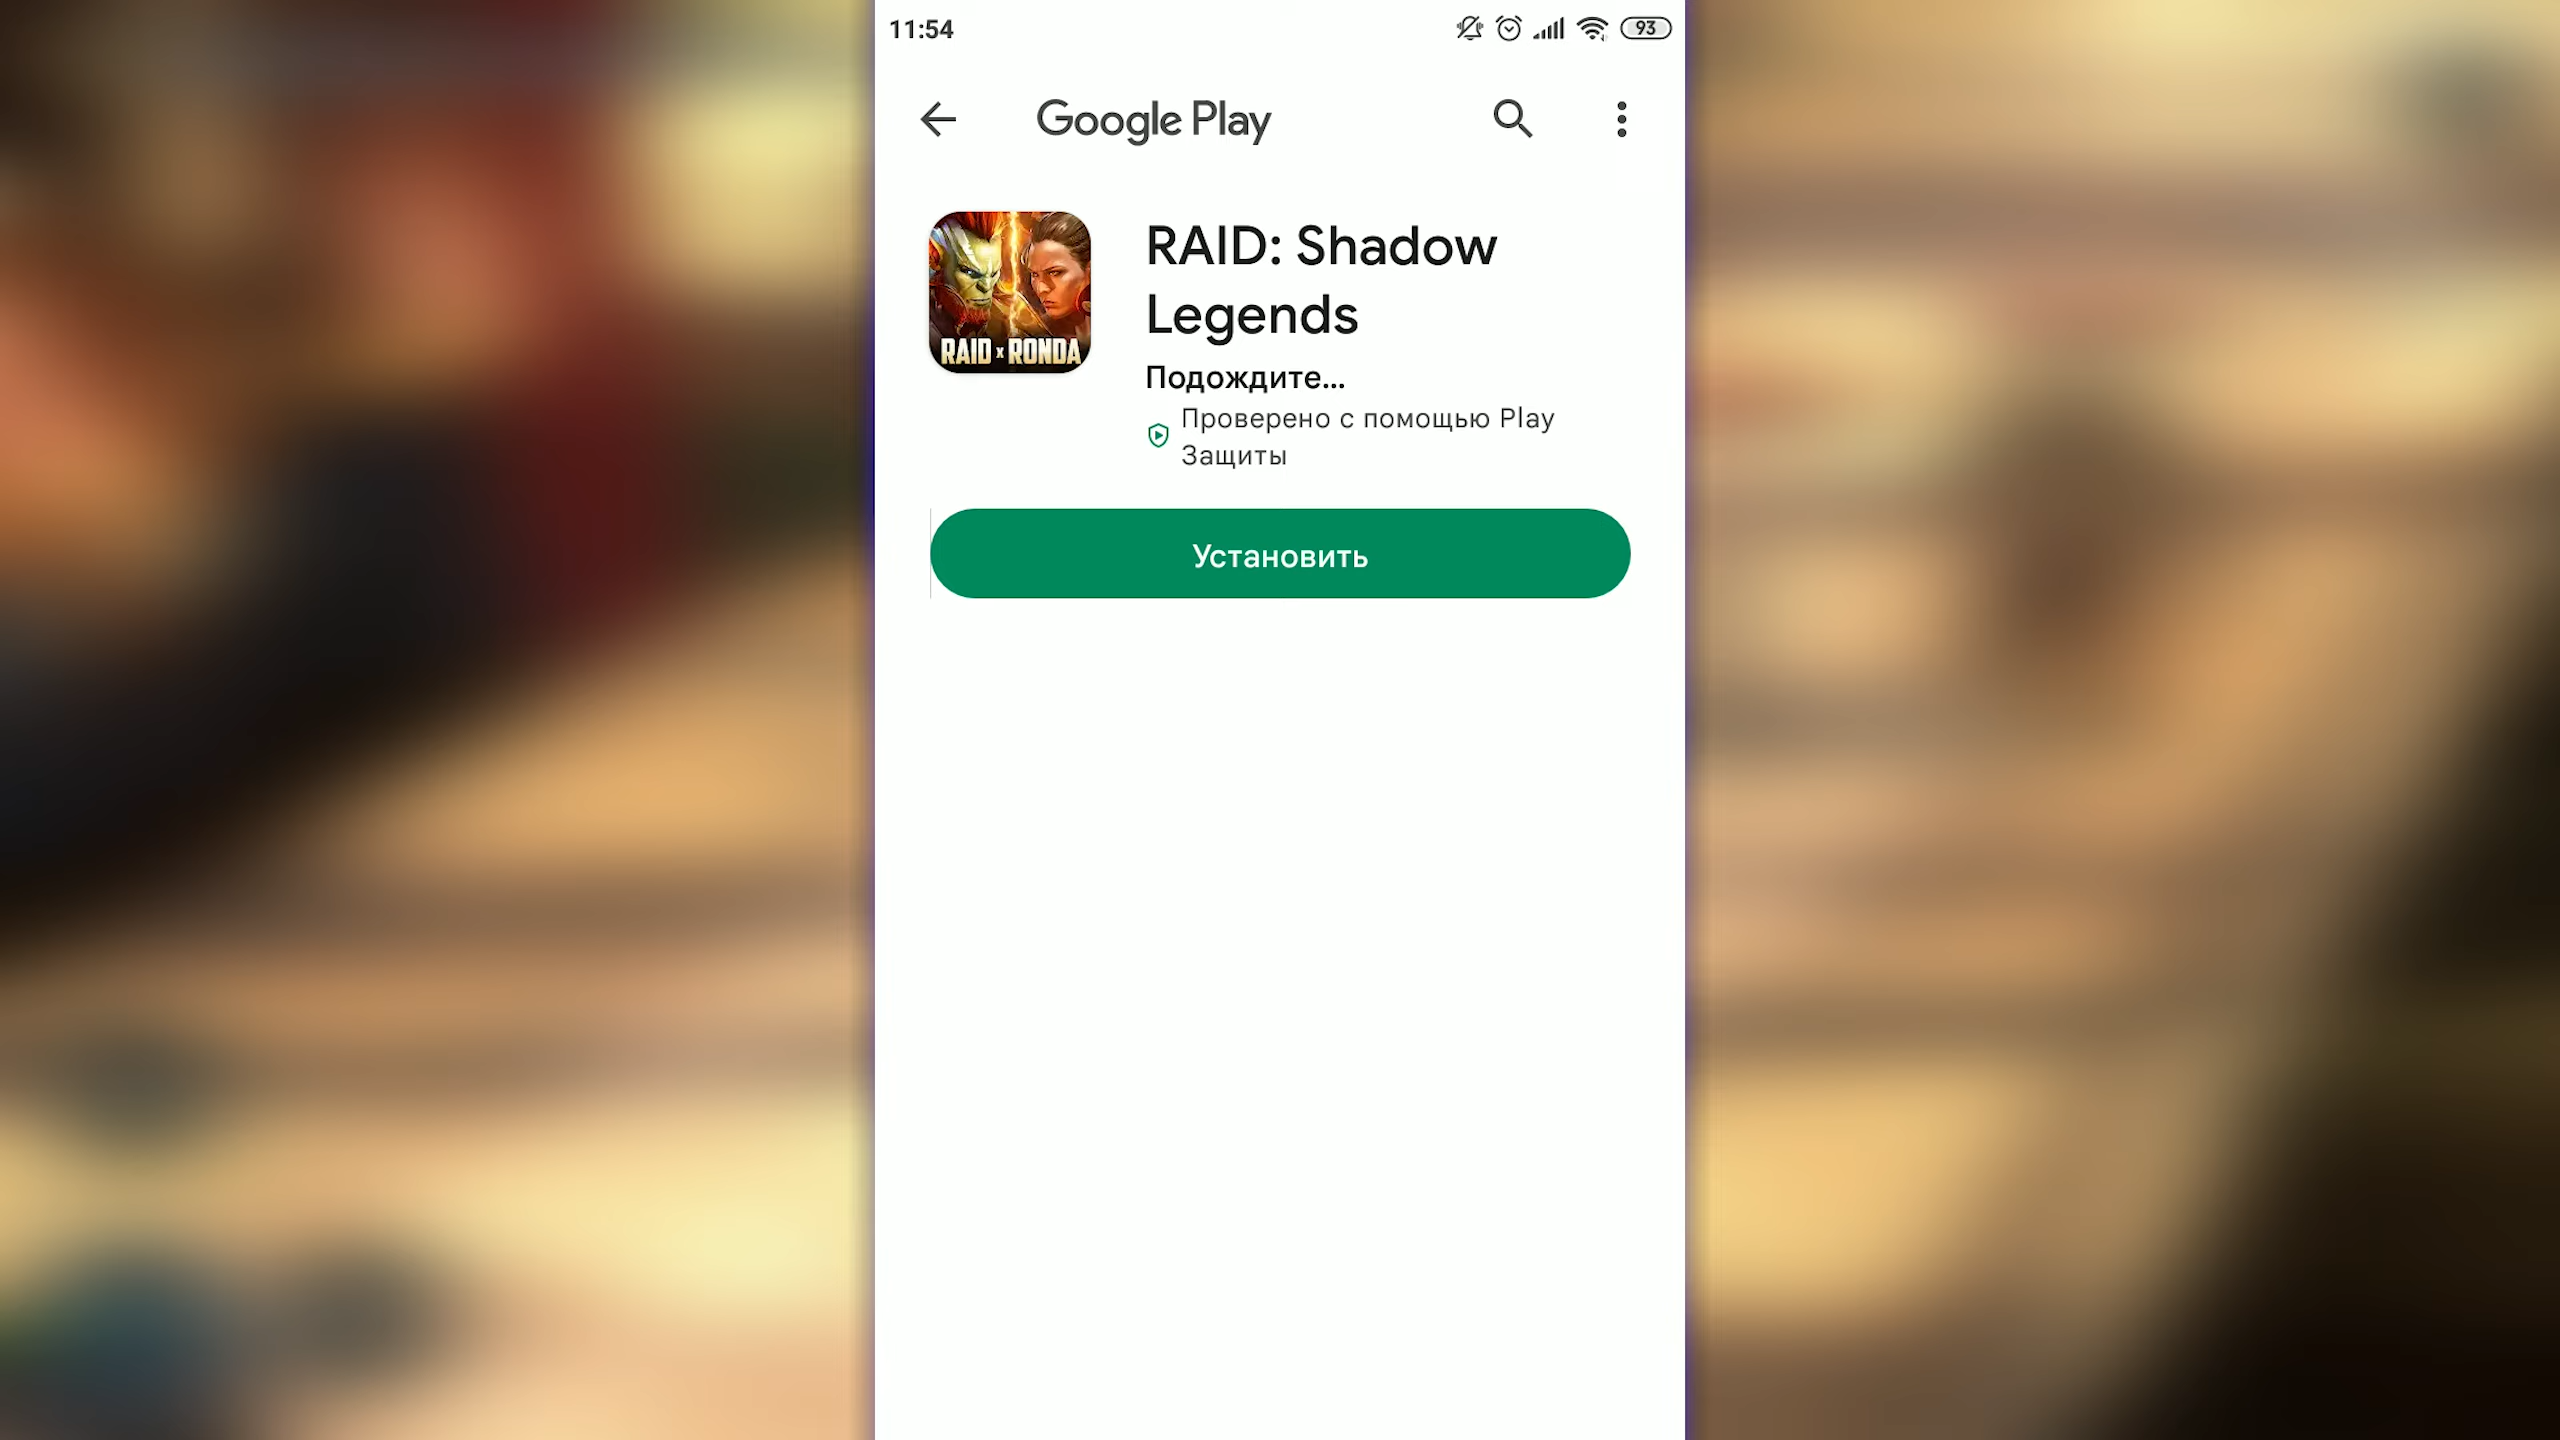 11:54
93
Google Play
RAID: Shadow
Legends
RAID x RONDA
Подождите...
Проверено с помощью Play
Защиты
Установить